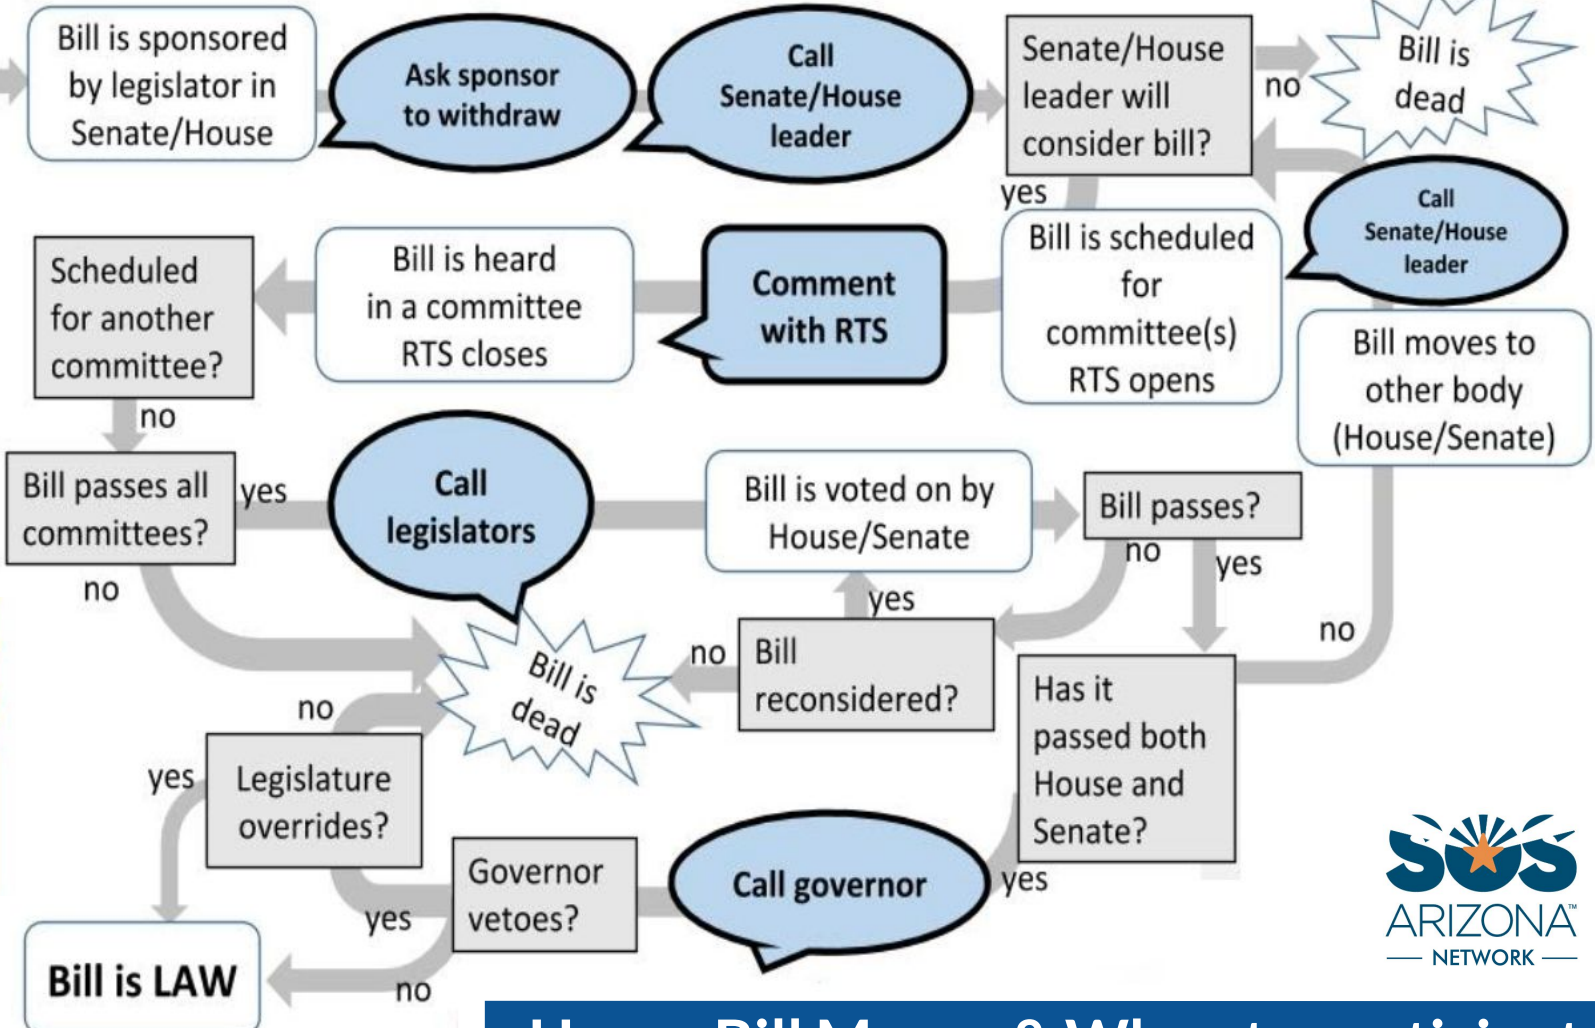 Bill is sponsored
by legislator in
Senate/House
Ask sponsor
to withdraw
Call
Senate/House
leader
Senate/House
leader will
consider bill?
no
Bill is
dead
yes
Call
Senate/House
leader
Bill is scheduled
for
committee(s)
RTS opens
Comment
with RTS
Bill is heard
in a committee
RTS closes
Scheduled
for another
committee?
no
Bill moves to
other body
(House/Senate)
Bill passes all
committees?
yes
no
Call
legislators
Bill is voted on by
House/Senate
Bill passes?
no
yes
yes
Bill
reconsidered?
no
Bill is
dead
Has it
passed both
House and
Senate?
no
yes
Call governor
Governor
vetoes?
yes
no
Legislature
overrides?
no
yes
Bill is LAW
SOS
ARIZONA™
NETWORK